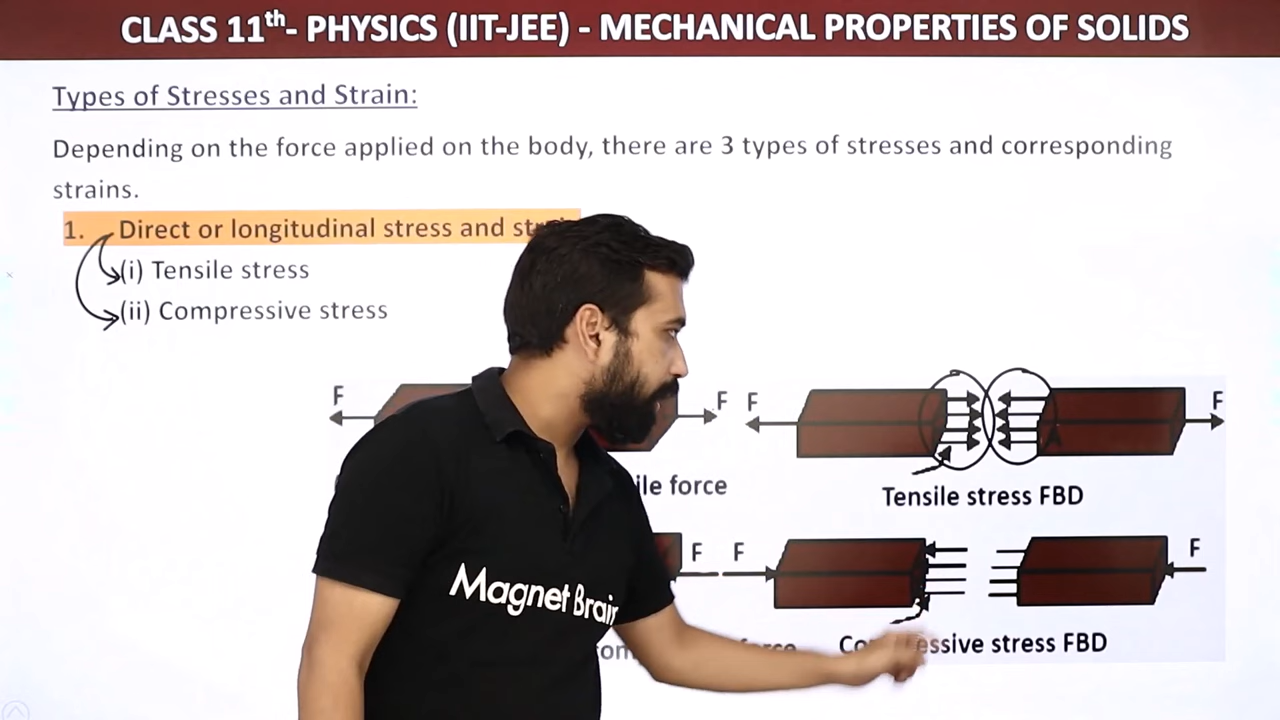 CLASS 11th- PHYSICS (IIT-JEE) - MECHANICAL PROPERTIES OF SOLIDS
Types of Stresses and Strain:
Depending on the force applied on the body, there are 3 types of stresses and corresponding
strains.
1. Direct or longitudinal stress and
(i) Tensile stress
(ii) Compressive stress
F F F F
force
Tensile stress FBD
A
F F F
stress FBD
Magnet Brain